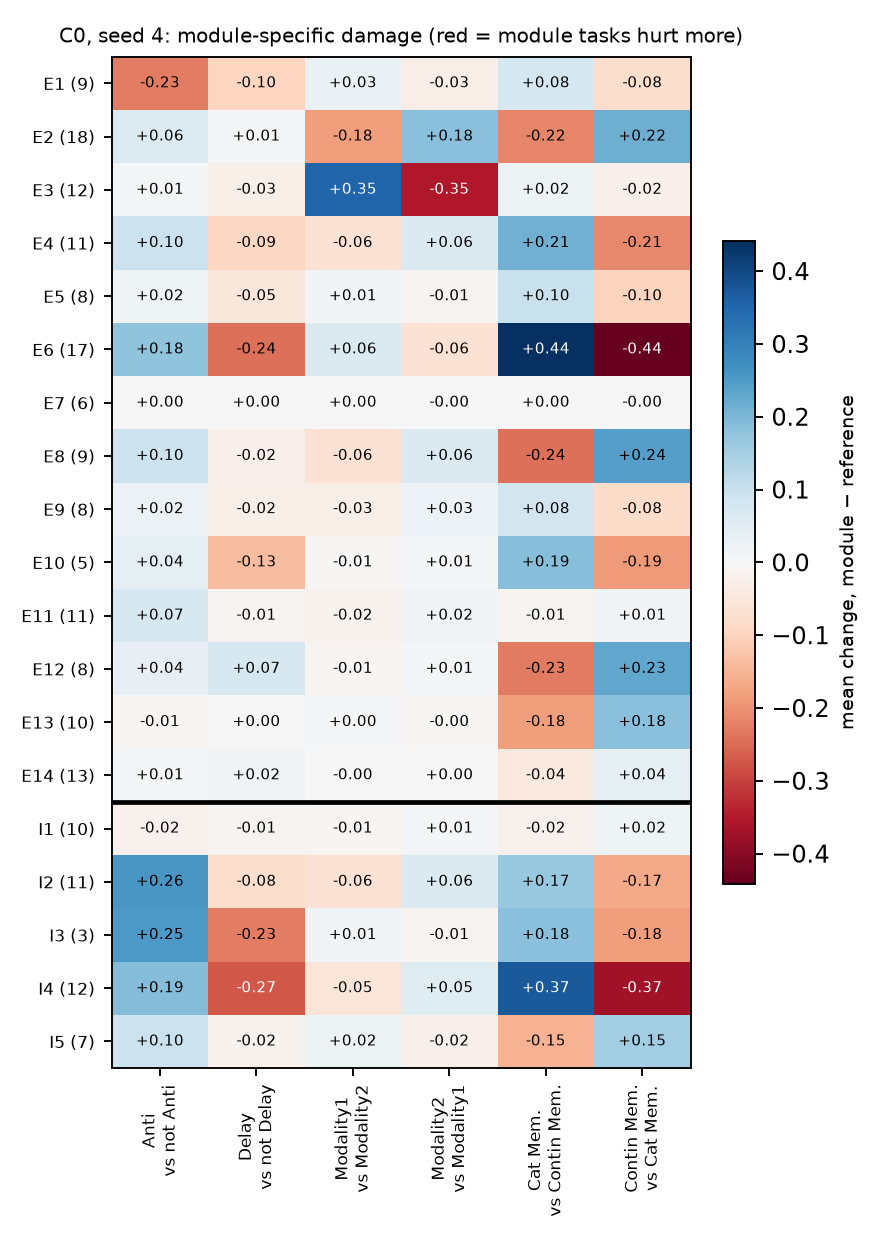 C0, seed 4: module-specific damage (red = module tasks hurt more)
E1 (9) -0.23 -0.10 +0.03 -0.03 +0.08 -0.08
E2 (18) +0.06 +0.01 -0.18 +0.18 -0.22 +0.22
E3 (12) +0.01 -0.03 +0.35 -0.35 +0.02 -0.02
E4 (11) +0.10 -0.09 -0.06 +0.06 +0.21 -0.21
E5 (8) +0.02 -0.05 +0.01 -0.01 +0.10 -0.10
E6 (17) +0.18 -0.24 +0.06 -0.06 +0.44 -0.44
E7 (6) +0.00 +0.00 +0.00 -0.00 +0.00 -0.00
E8 (9) +0.10 -0.02 -0.06 +0.06 -0.24 +0.24
E9 (8) +0.02 -0.02 -0.03 +0.03 +0.08 -0.08
E10 (5) +0.04 -0.13 -0.01 +0.01 +0.19 -0.19
E11 (11) +0.07 -0.01 -0.02 +0.02 -0.01 +0.01
E12 (8) +0.04 +0.07 -0.01 +0.01 -0.23 +0.23
E13 (10) -0.01 +0.00 +0.00 -0.00 -0.18 +0.18
E14 (13) +0.01 +0.02 -0.00 +0.00 -0.04 +0.04
I1 (10) -0.02 -0.01 -0.01 +0.01 -0.02 +0.02
I2 (11) +0.26 -0.08 -0.06 +0.06 +0.17 -0.17
I3 (3) +0.25 -0.23 +0.01 -0.01 +0.18 -0.18
I4 (12) +0.19 -0.27 -0.05 +0.05 +0.37 -0.37
I5 (7) +0.10 -0.02 +0.02 -0.02 -0.15 +0.15
Anti
vs not Anti
Delay
vs not Delay
Modality1
vs Modality2
Modality2
vs Modality1
Cat Mem.
vs Contin Mem.
Contin Mem.
vs Cat Mem.
0.4
0.3
0.2
0.1
0.0
−0.1
−0.2
−0.3
−0.4
mean change, module − reference